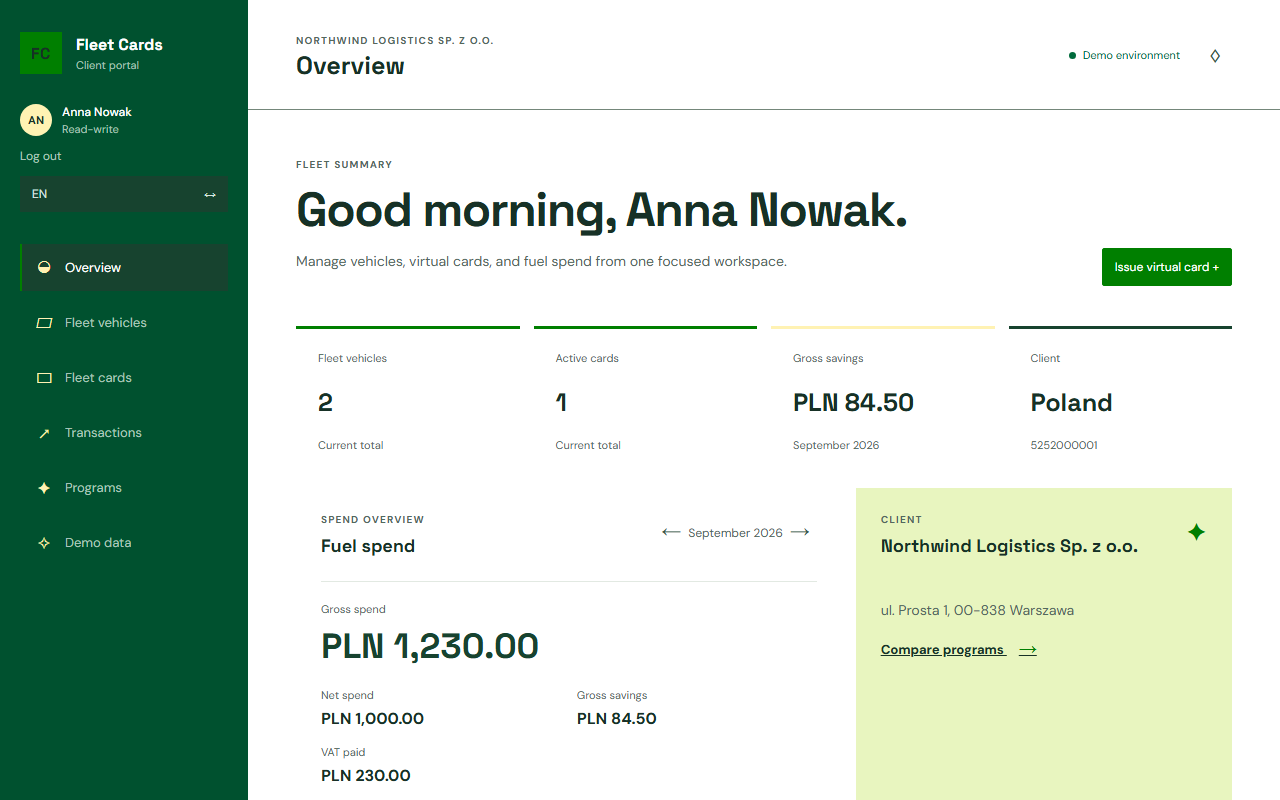 FC
Fleet Cards
Client portal
AN
Anna Nowak
Read-write
Log out
EN
Overview
Fleet vehicles
Fleet cards
Transactions
Programs
Demo data
NORTHWIND LOGISTICS SP. Z O.O.
Overview
Demo environment
FLEET SUMMARY
Good morning, Anna Nowak.
Manage vehicles, virtual cards, and fuel spend from one focused workspace.
Issue virtual card +
Fleet vehicles
2
Current total
Active cards
1
Current total
Gross savings
PLN 84.50
September 2026
Client
Poland
5252000001
SPEND OVERVIEW
Fuel spend
← September 2026 →
Gross spend
PLN 1,230.00
Net spend
PLN 1,000.00
Gross savings
PLN 84.50
VAT paid
PLN 230.00
CLIENT
Northwind Logistics Sp. z o.o.
ul. Prosta 1, 00-838 Warszawa
Compare programs →